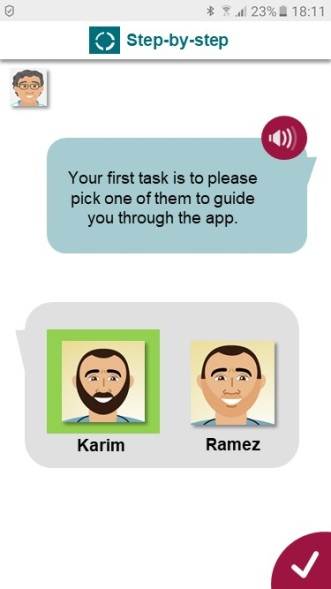 23% 18:11
Step-by-step
Your first task is to please
pick one of them to guide
you through the app.
Karim
Ramez